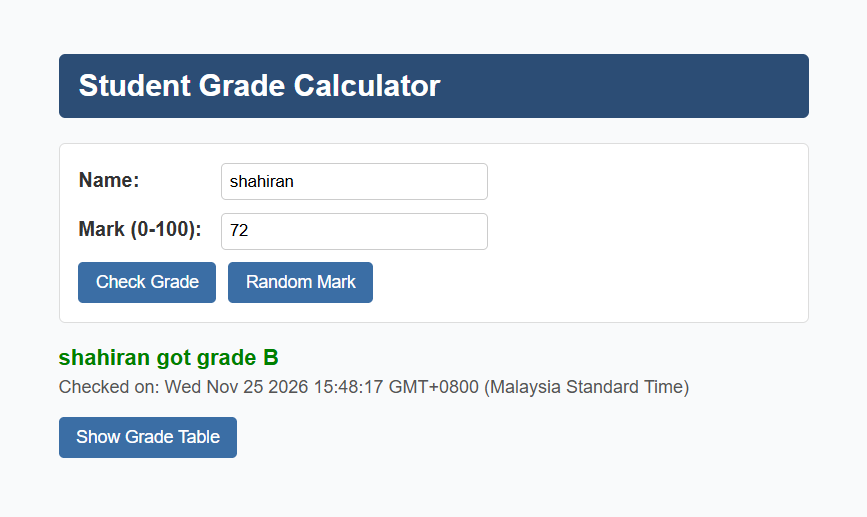 Student Grade Calculator
Name: shahiran
Mark (0-100): 72
Check Grade Random Mark
shahiran got grade B
Checked on: Wed Nov 25 2026 15:48:17 GMT+0800 (Malaysia Standard Time)
Show Grade Table